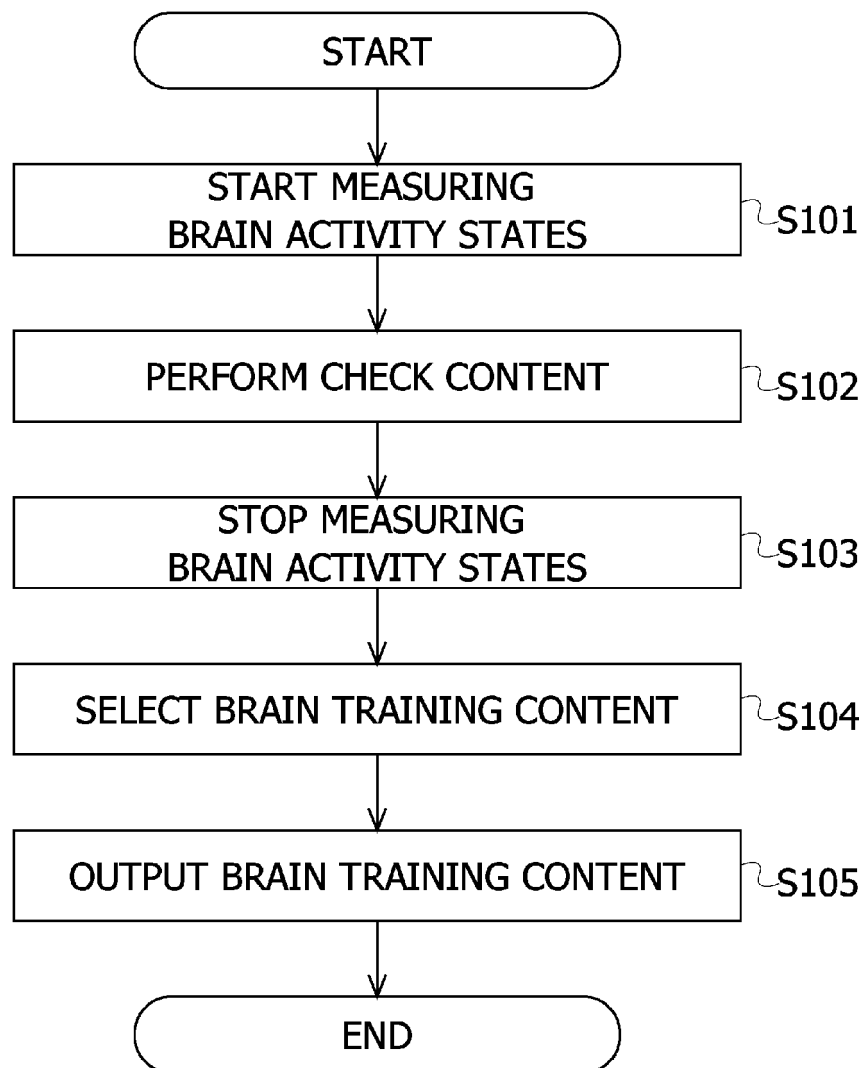 START
START MEASURING
BRAIN ACTIVITY STATES
S101
PERFORM CHECK CONTENT
S102
STOP MEASURING
BRAIN ACTIVITY STATES
S103
SELECT BRAIN TRAINING CONTENT
S104
OUTPUT BRAIN TRAINING CONTENT
S105
END